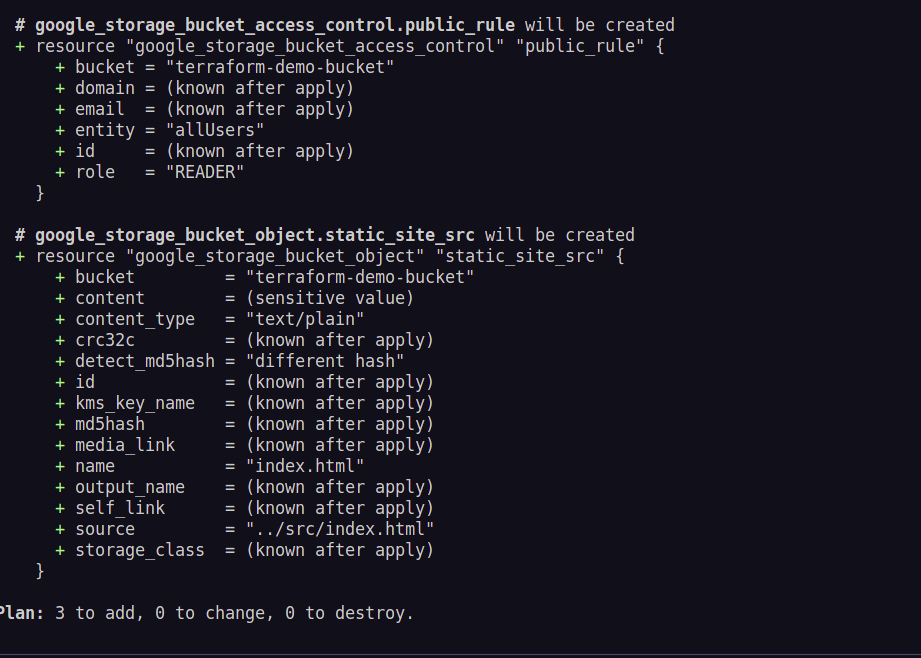 # google_storage_bucket_access_control.public_rule will be created
+ resource "google_storage_bucket_access_control" "public_rule" {
    + bucket = "terraform-demo-bucket"
    + domain = (known after apply)
    + email  = (known after apply)
    + entity = "allUsers"
    + id     = (known after apply)
    + role   = "READER"
  }
# google_storage_bucket_object.static_site_src will be created
+ resource "google_storage_bucket_object" "static_site_src" {
    + bucket         = "terraform-demo-bucket"
    + content        = (sensitive value)
    + content_type   = "text/plain"
    + crc32c         = (known after apply)
    + detect_md5hash = "different hash"
    + id             = (known after apply)
    + kms_key_name   = (known after apply)
    + md5hash        = (known after apply)
    + media_link     = (known after apply)
    + name           = "index.html"
    + output_name    = (known after apply)
    + self_link      = (known after apply)
    + source         = "../src/index.html"
    + storage_class  = (known after apply)
  }
Plan: 3 to add, 0 to change, 0 to destroy.